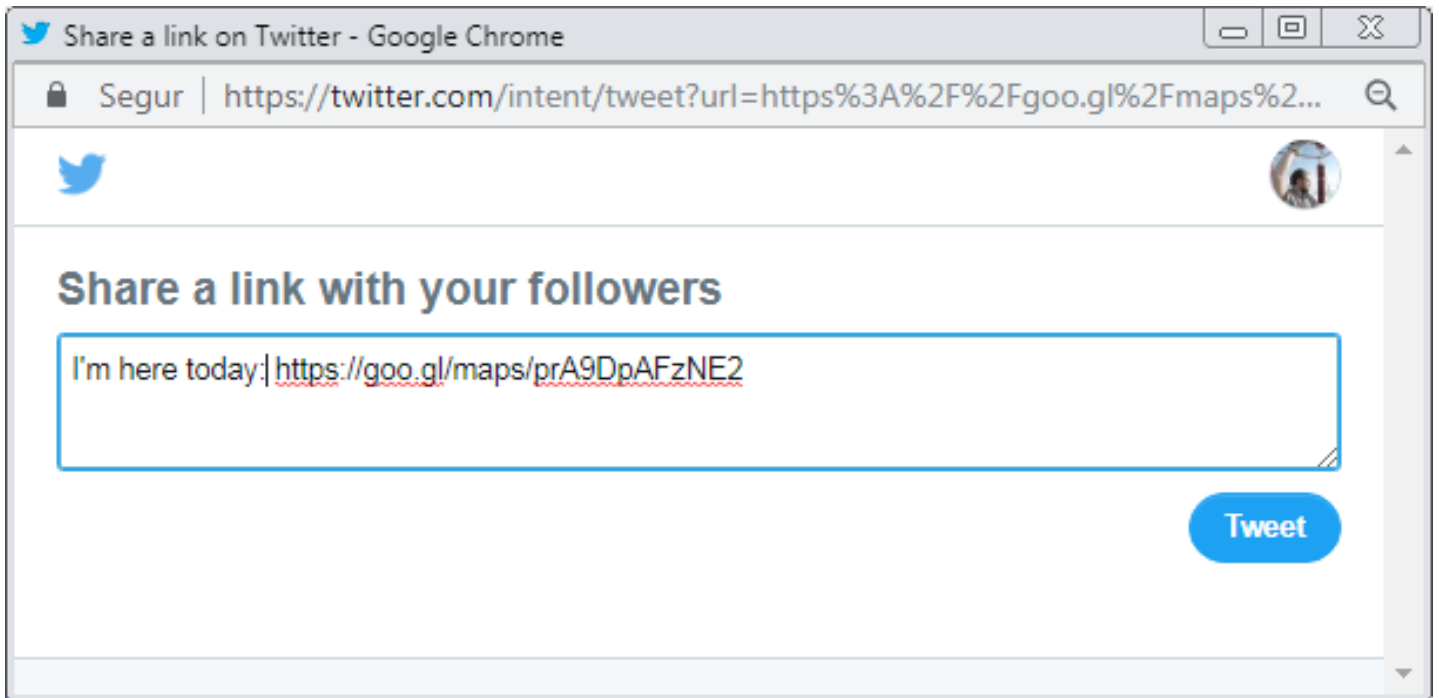 Share a link on Twitter - Google Chrome
Segur | https://twitter.com/intent/tweet?url=https%3A%2F%2Fgoo.gl%2Fmaps%2...
Share a link with your followers
I'm here today: https://goo.gl/maps/prA9DpAFzNE2
Tweet